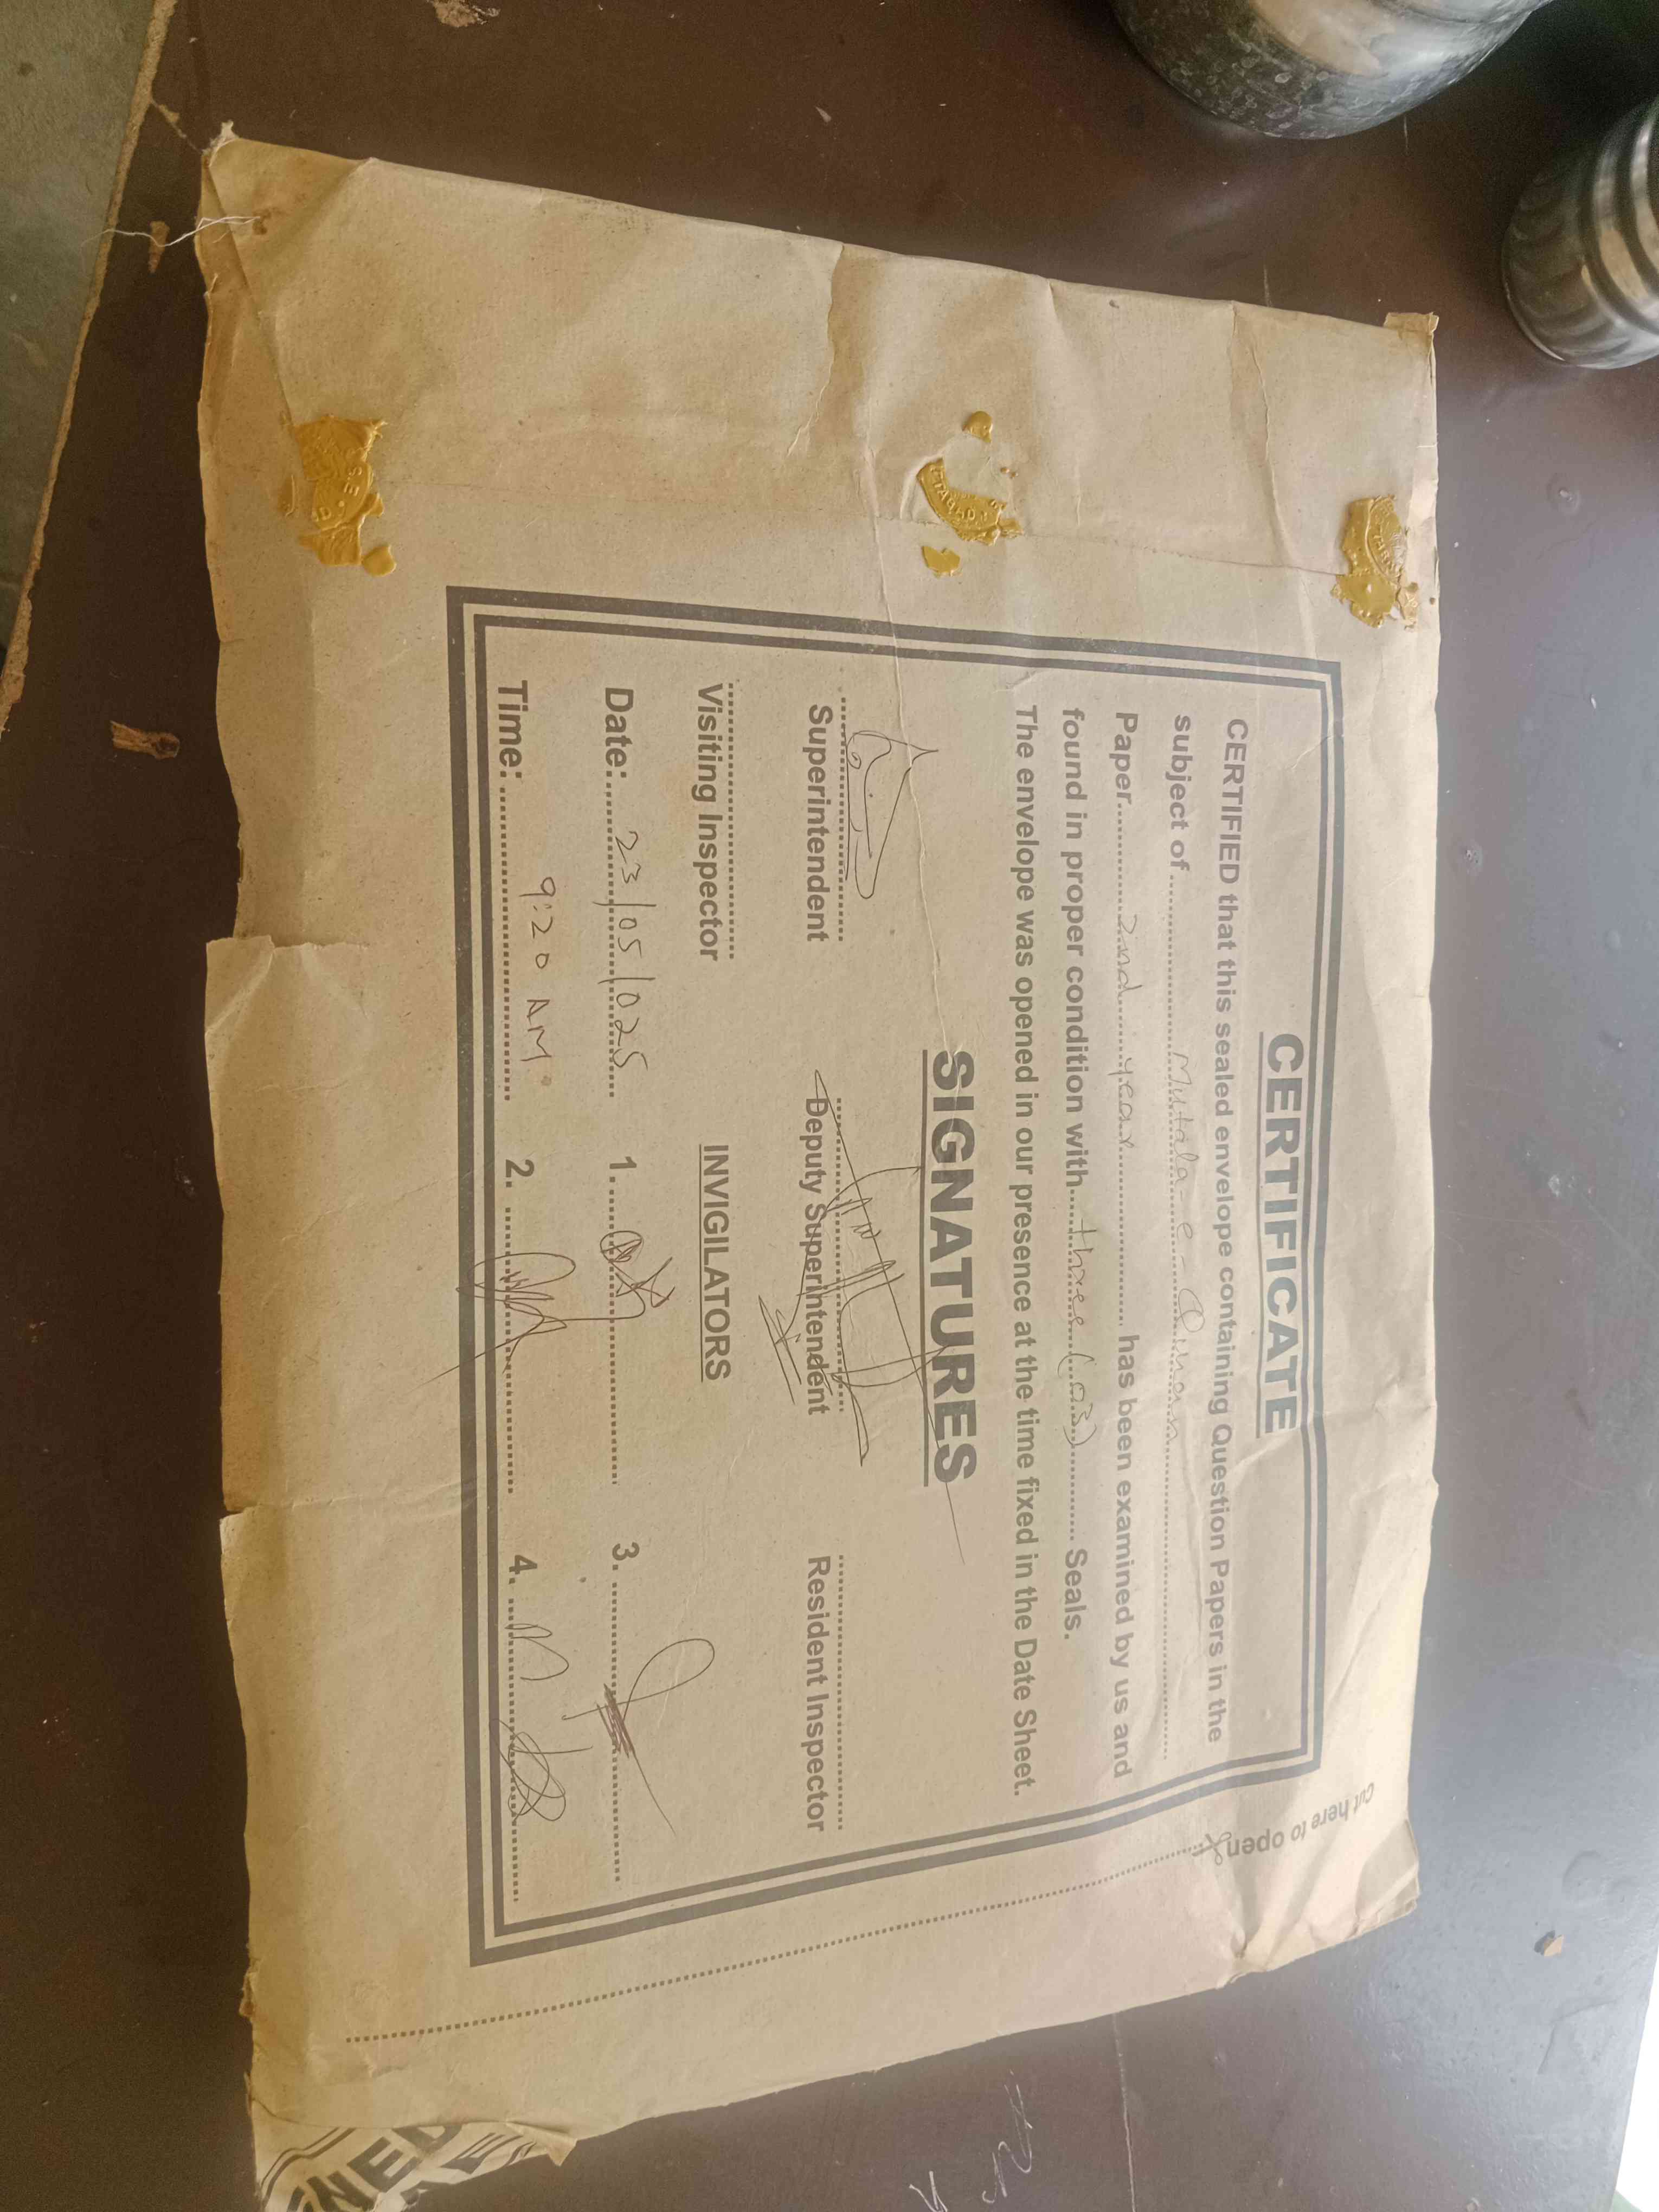 Cut here to open
CERTIFICATE
CERTIFIED that this sealed envelope containing Question Papers in the
subject of Mutala-e-Quran
Paper 2nd year has been examined by us and
found in proper condition with three (03) Seals.
The envelope was opened in our presence at the time fixed in the Date Sheet.
SIGNATURES
Superintendent Deputy Superintendent Resident Inspector
Visiting Inspector INVIGILATORS
Date: 23/05/025 1. 3.
Time: 9:20 AM 2. 4.